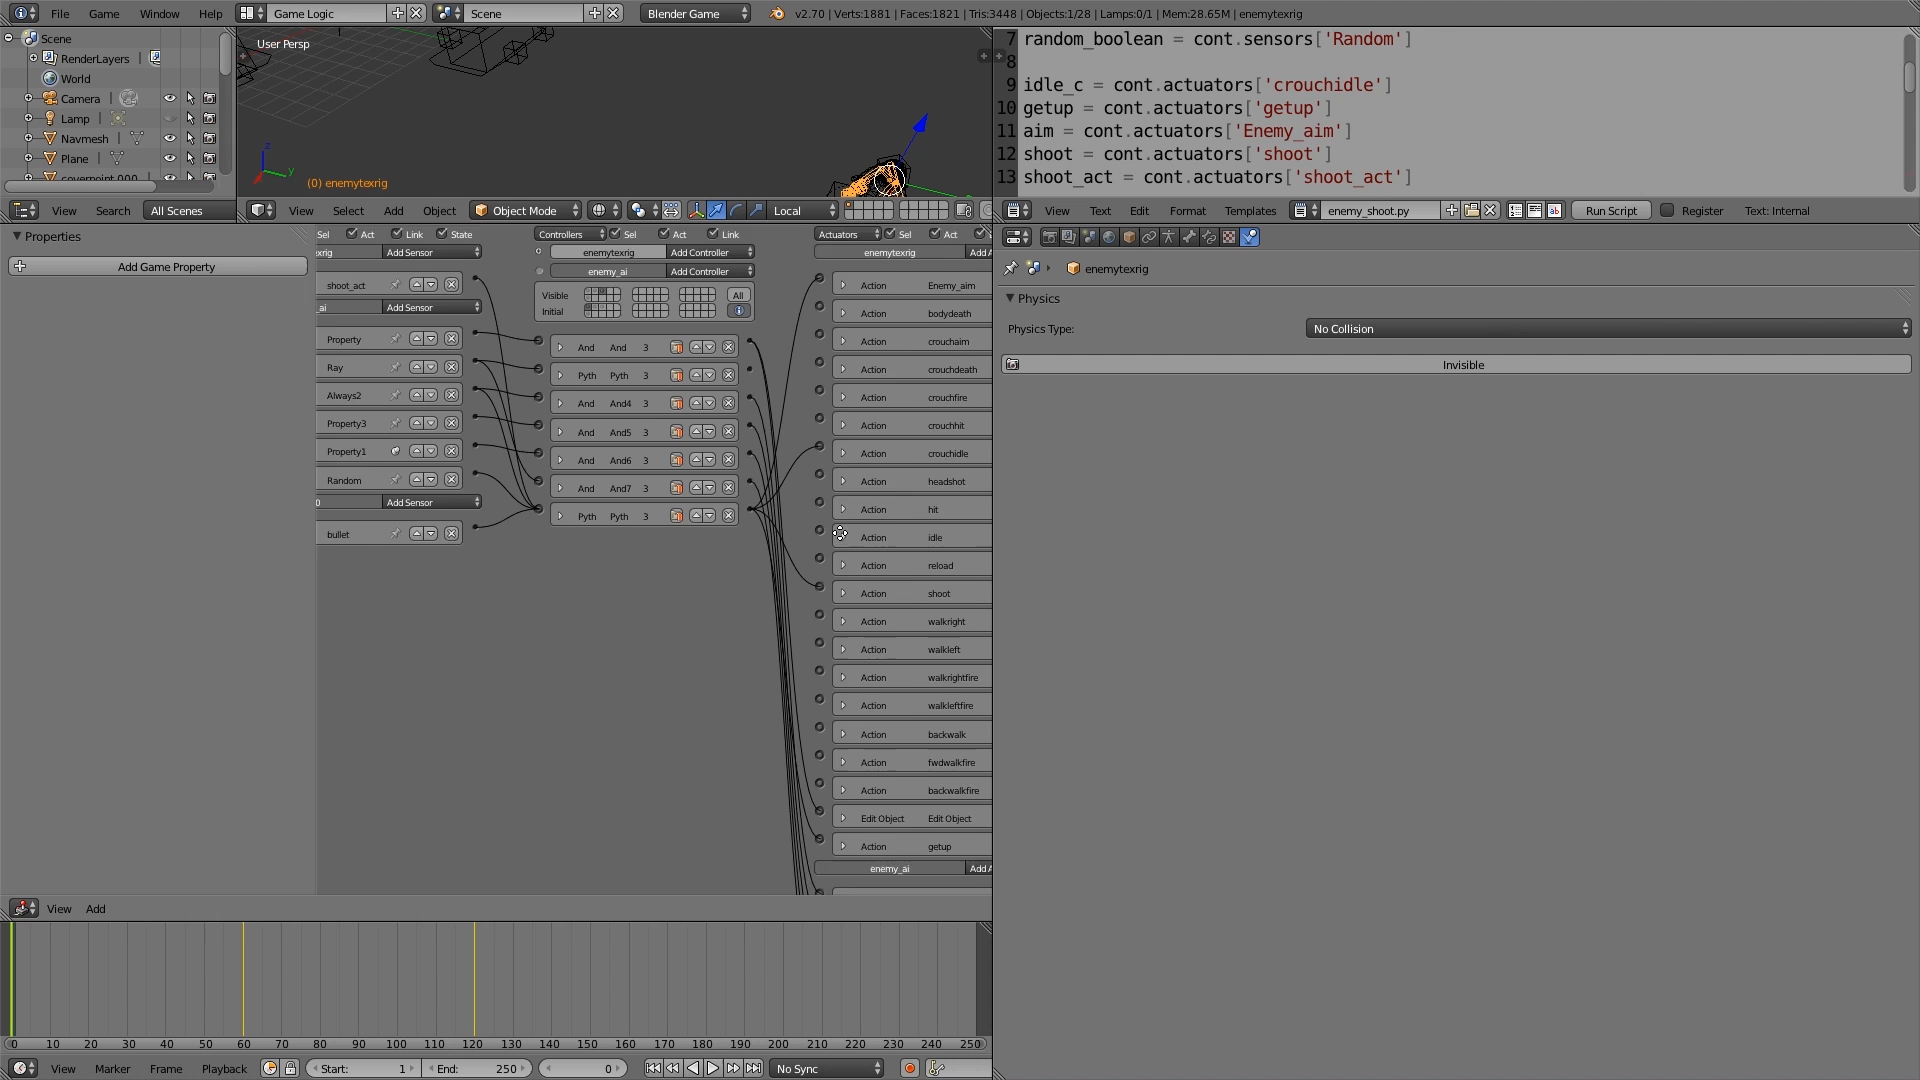 File Game Window Help Game Logic Scene Blender Game v2.70 | Verts:1881 | Faces:1821 | Tris:3448 | Objects:1/28 | Lamps:0/1 | Mem:28.65M | enemytexrig
Scene
RenderLayers
World
Camera
Lamp
Navmesh
Plane
coverpoint.000
View Search All Scenes
User Persp
z
y
(0) enemytexrig
View Select Add Object Object Mode Local
7 random_boolean = cont.sensors['Random']
8
9 idle_c = cont.actuators['crouchidle']
10 getup = cont.actuators['getup']
11 aim = cont.actuators['Enemy_aim']
12 shoot = cont.actuators['shoot']
13 shoot_act = cont.actuators['shoot_act']
View Text Edit Format Templates enemy_shoot.py Run Script Register Text: Internal
Properties
Add Game Property
Sel Act Link State
xrig Add Sensor
shoot_act
_ai Add Sensor
Property
Ray
Always2
Property3
Property1
Random
0 Add Sensor
bullet
Controllers Sel Act Link
enemytexrig Add Controller
enemy_ai Add Controller
Visible All
Initial
And And 3
Pyth Pyth 3
And And4 3
And And5 3
And And6 3
And And7 3
Pyth Pyth 3
Actuators Sel Act
enemytexrig Add A
Action Enemy_aim
Action bodydeath
Action crouchaim
Action crouchdeath
Action crouchfire
Action crouchhit
Action crouchidle
Action headshot
Action hit
Action idle
Action reload
Action shoot
Action walkright
Action walkleft
Action walkrightfire
Action walkleftfire
Action backwalk
Action fwdwalkfire
Action backwalkfire
Edit Object Edit Object
Action getup
enemy_ai Add A
enemytexrig
Physics
Physics Type: No Collision
Invisible
View Add
0 10 20 30 40 50 60 70 80 90 100 110 120 130 140 150 160 170 180 190 200 210 220 230 240 250
View Marker Frame Playback Start: 1 End: 250 0 No Sync